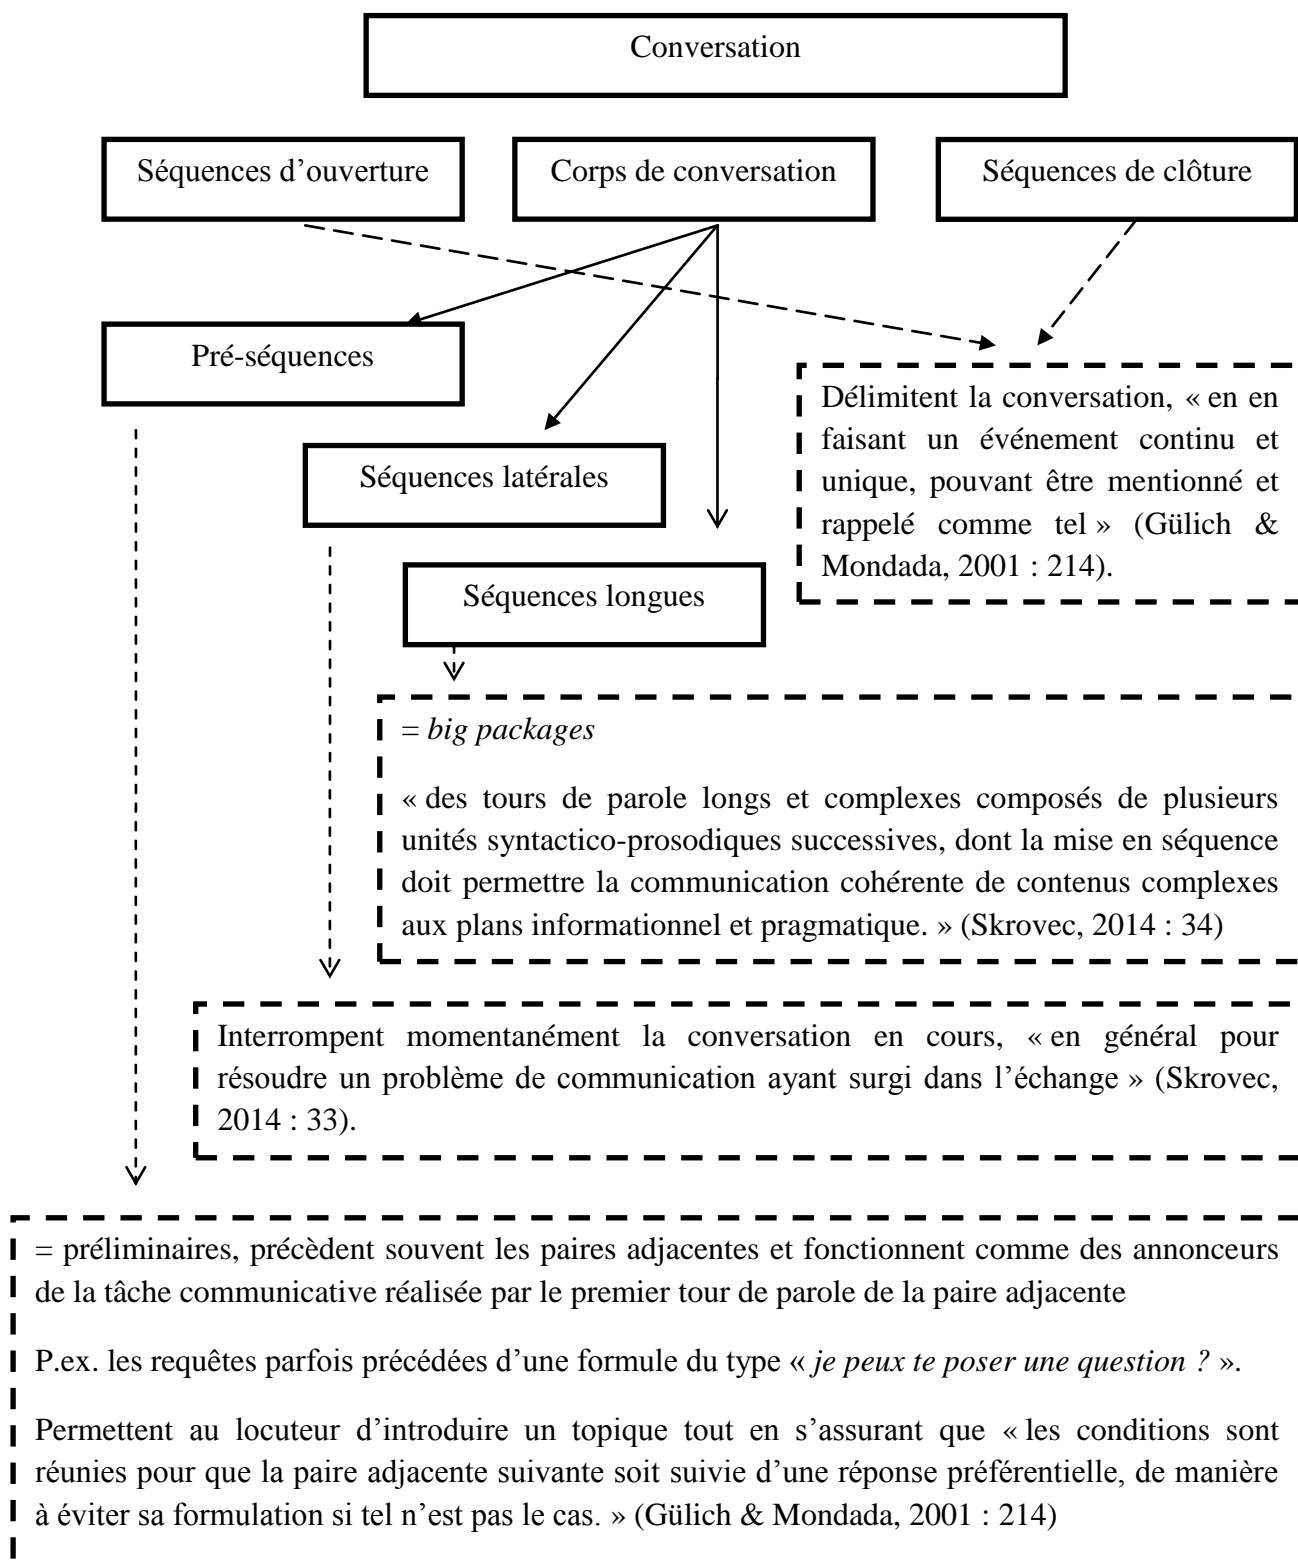 Conversation
Séquences d’ouverture
Corps de conversation
Séquences de clôture
Pré-séquences
Délimitent la conversation, « en en
faisant un événement continu et
unique, pouvant être mentionné et
rappelé comme tel » (Gülich &
Mondada, 2001 : 214).
Séquences latérales
Séquences longues
= big packages
« des tours de parole longs et complexes composés de plusieurs
unités syntactico-prosodiques successives, dont la mise en séquence
doit permettre la communication cohérente de contenus complexes
aux plans informationnel et pragmatique. » (Skrovec, 2014 : 34)
Interrompent momentanément la conversation en cours, « en général pour
résoudre un problème de communication ayant surgi dans l’échange » (Skrovec,
2014 : 33).
= préliminaires, précèdent souvent les paires adjacentes et fonctionnent comme des annonceurs
de la tâche communicative réalisée par le premier tour de parole de la paire adjacente
P.ex. les requêtes parfois précédées d’une formule du type « je peux te poser une question ? ».
Permettent au locuteur d’introduire un topique tout en s’assurant que « les conditions sont
réunies pour que la paire adjacente suivante soit suivie d’une réponse préférentielle, de manière
à éviter sa formulation si tel n’est pas le cas. » (Gülich & Mondada, 2001 : 214)